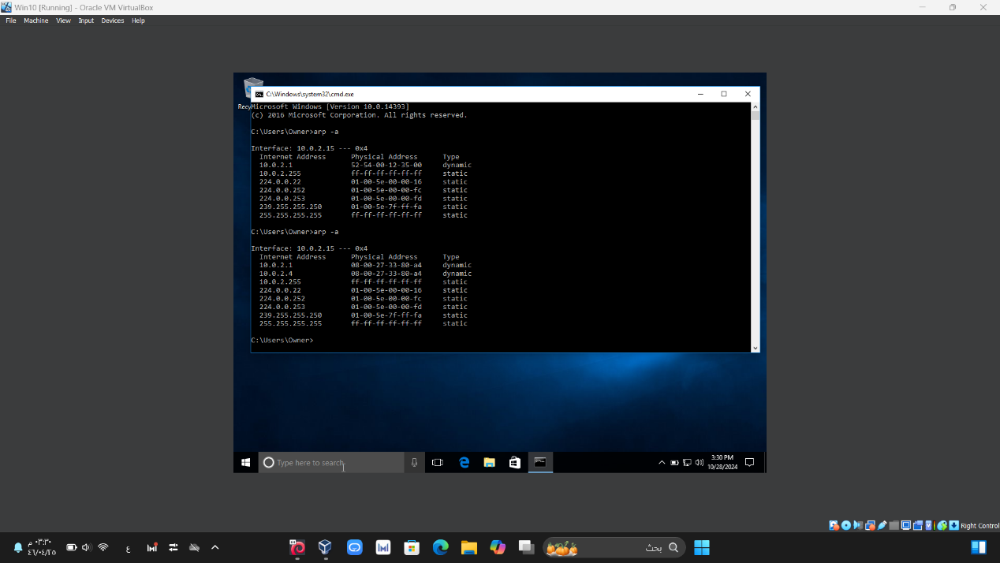 Win10 [Running] - Oracle VM VirtualBox
File Machine View Input Devices Help
C:\Windows\system32\cmd.exe
Recy
Microsoft Windows [Version 10.0.14393]
(c) 2016 Microsoft Corporation. All rights reserved.
C:\Users\Owner>arp -a
Interface: 10.0.2.15 --- 0x4
Internet Address Physical Address Type
10.0.2.1 52-54-00-12-35-00 dynamic
10.0.2.255 ff-ff-ff-ff-ff-ff static
224.0.0.22 01-00-5e-00-00-16 static
224.0.0.252 01-00-5e-00-00-fc static
224.0.0.253 01-00-5e-00-00-fd static
239.255.255.250 01-00-5e-7f-ff-fa static
255.255.255.255 ff-ff-ff-ff-ff-ff static
C:\Users\Owner>arp -a
Interface: 10.0.2.15 --- 0x4
Internet Address Physical Address Type
10.0.2.1 08-00-27-33-80-a4 dynamic
10.0.2.4 08-00-27-33-80-a4 dynamic
10.0.2.255 ff-ff-ff-ff-ff-ff static
224.0.0.22 01-00-5e-00-00-16 static
224.0.0.252 01-00-5e-00-00-fc static
224.0.0.253 01-00-5e-00-00-fd static
239.255.255.250 01-00-5e-7f-ff-fa static
255.255.255.255 ff-ff-ff-ff-ff-ff static
C:\Users\Owner>
Type here to search
3:30 PM
10/28/2024
Right Control
٠٣:٣٠ م
٤٦/٠٤/٢٥
ع
بحث